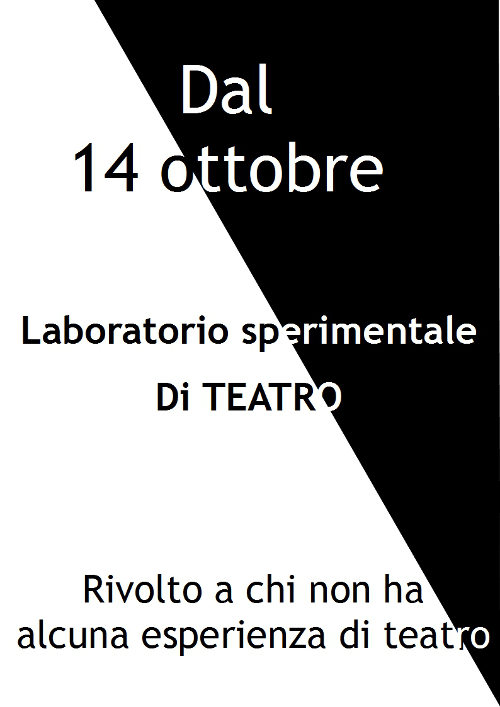 Dal
14 ottobre
Laboratorio sperimentale
Di TEATRO
Rivolto a chi non ha
alcuna esperienza di teatro